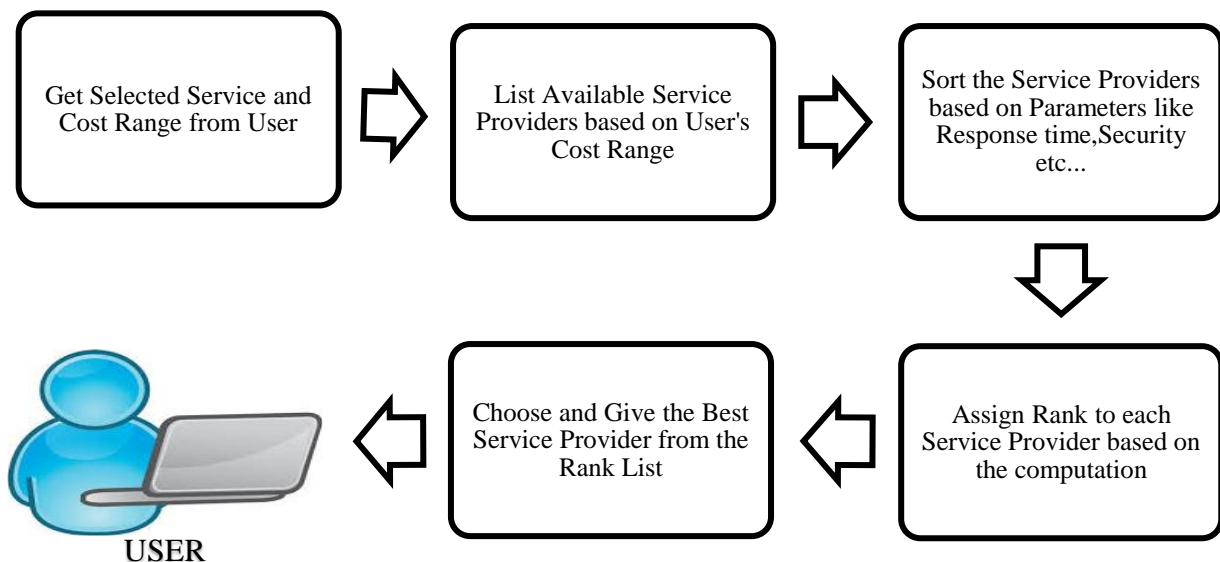 Get Selected Service and
Cost Range from User
List Available Service
Providers based on User's
Cost Range
Sort the Service Providers
based on Parameters like
Response time,Security
etc...
Assign Rank to each
Service Provider based on
the computation
Choose and Give the Best
Service Provider from the
Rank List
USER